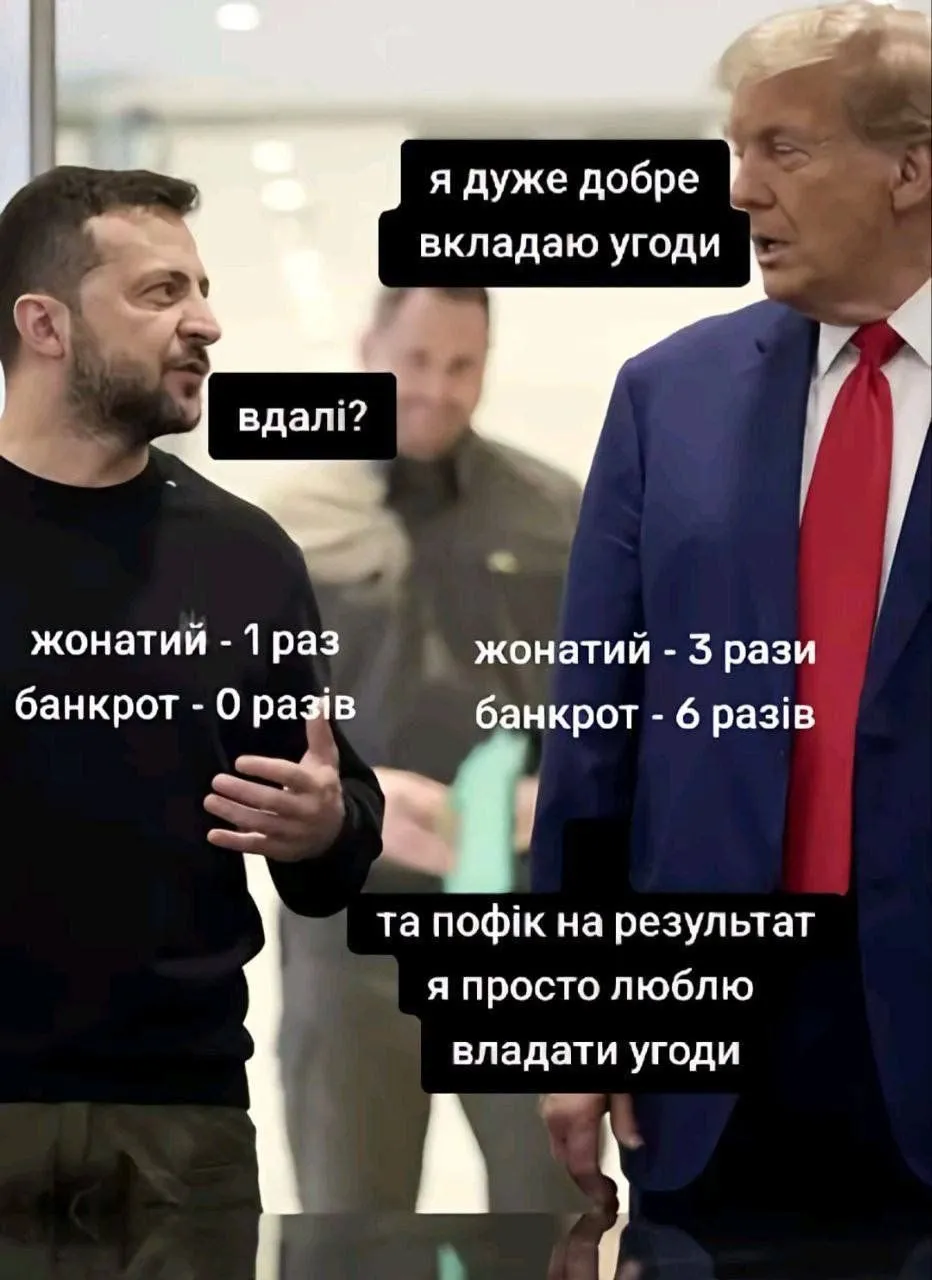 я дуже добре
вкладаю угоди
вдалі?
жонатий - 1 раз
банкрот - 0 разів
жонатий - 3 рази
банкрот - 6 разів
та пофік на результат
я просто люблю
владати угоди